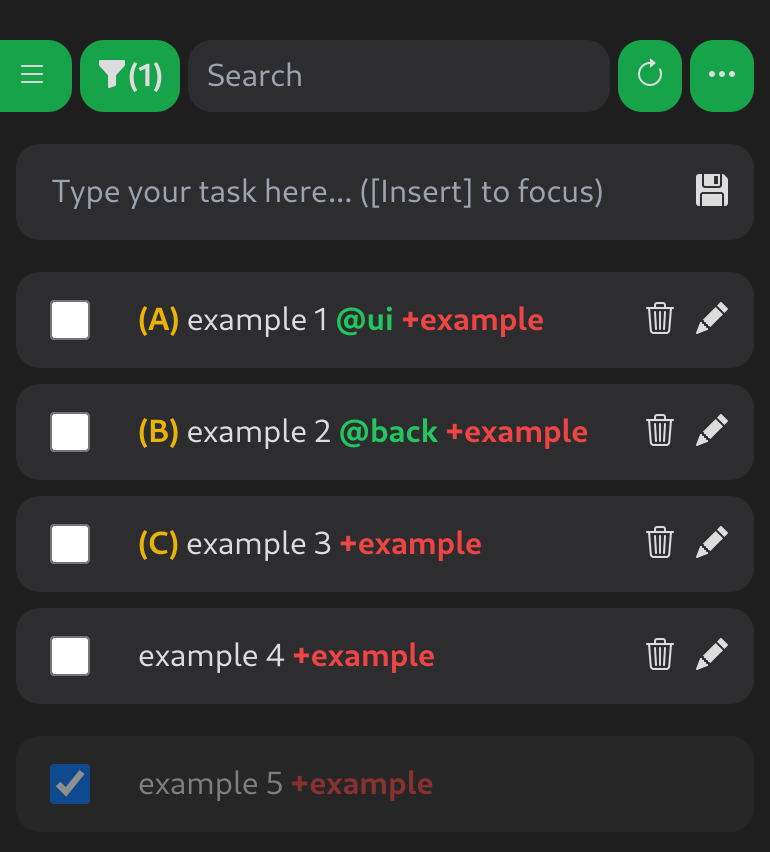 (1) Search
Type your task here... ([Insert] to focus)
(A) example 1 @ui +example
(B) example 2 @back +example
(C) example 3 +example
example 4 +example
example 5 +example